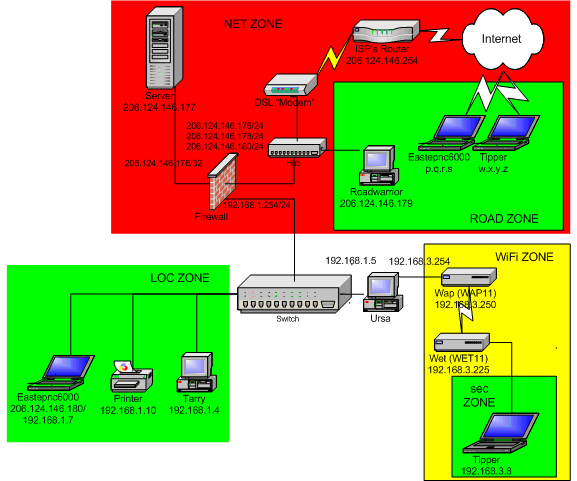 NET ZONE
Server
206.124.146.177
ISP's Router
206.124.146.254
Internet
DSL "Modem"
206.124.146.176/24
206.124.146.178/24
206.124.146.180/24
Hub
206.124.146.176/32
Firewall
192.168.1.254/24
Roadwarrior
206.124.146.179
Eastepnc6000
p.q.r.s
Tipper
w.x.y.z
ROAD ZONE
LOC ZONE
Eastepnc6000
206.124.146.180/
192.168.1.7
Printer
192.168.1.10
Tarry
192.168.1.4
Switch
192.168.1.5
192.168.3.254
Ursa
WiFi ZONE
Wap (WAP11)
192.168.3.250
Wet (WET11)
192.168.3.225
sec
ZONE
Tipper
192.168.3.8